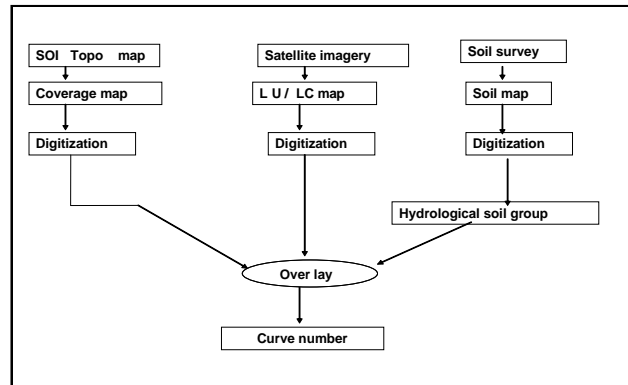 SOI Topo map
Satellite imagery
Soil survey
Coverage map
L U / LC map
Soil map
Digitization
Digitization
Digitization
Hydrological soil group
Over lay
Curve number